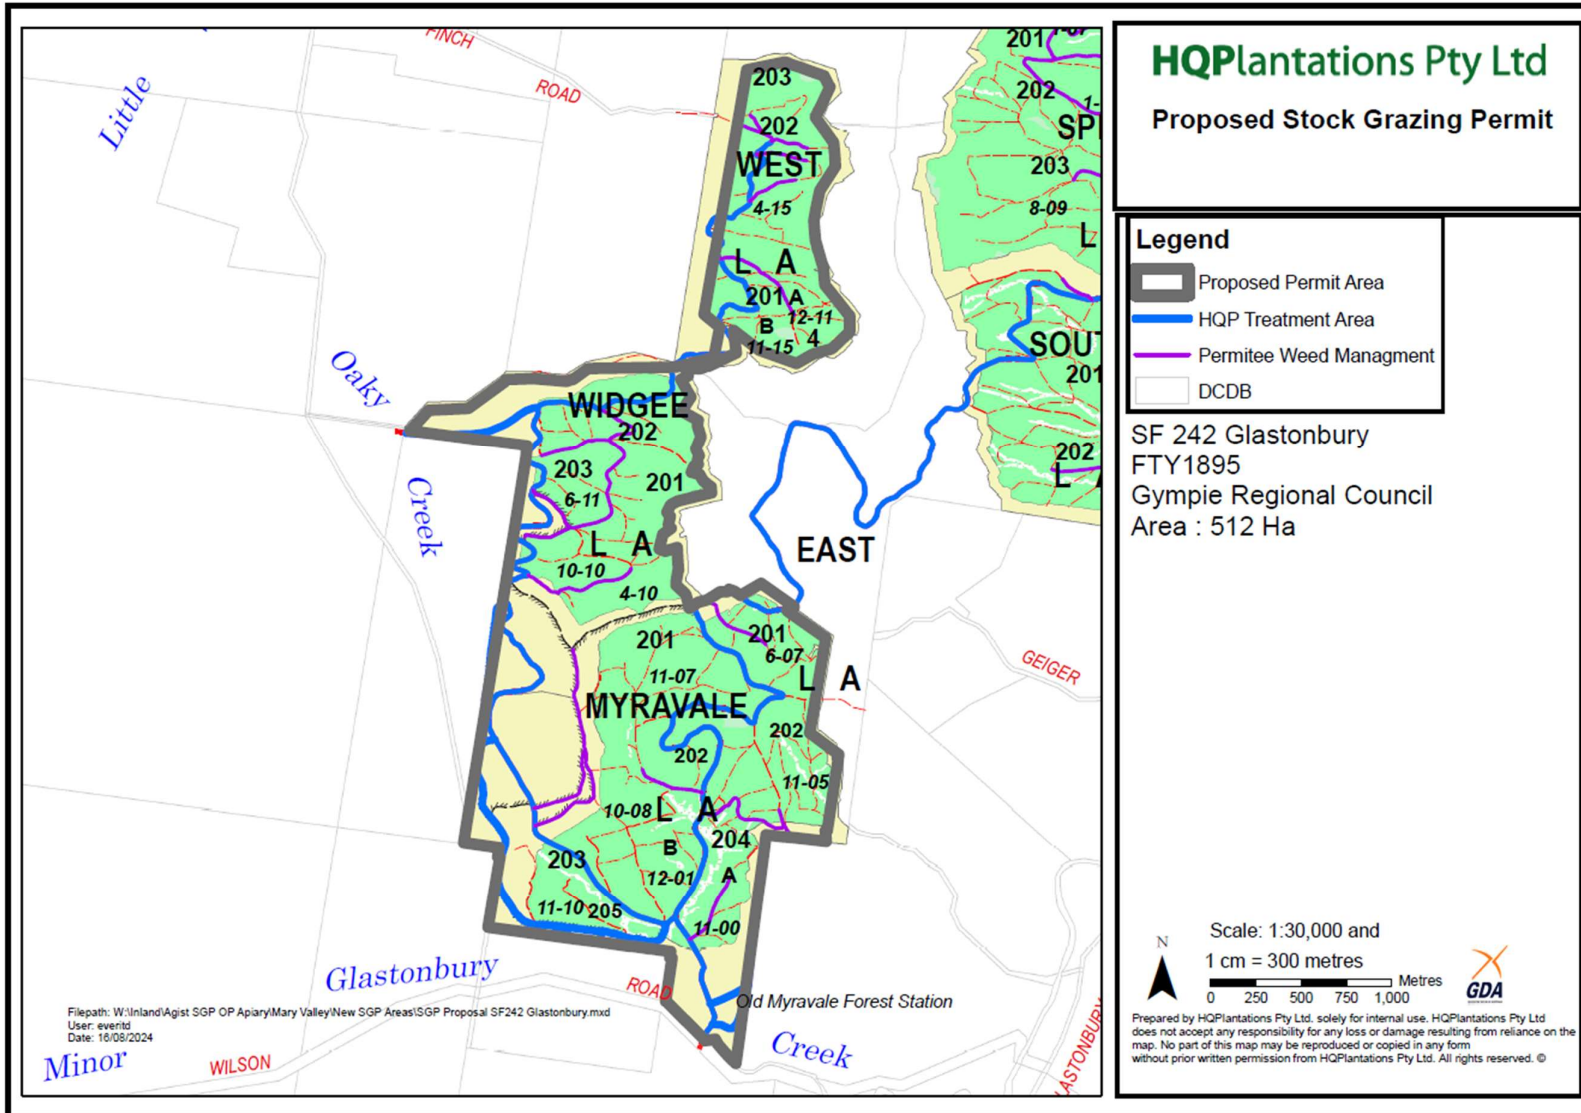 HQPlantations Pty Ltd
Proposed Stock Grazing Permit
Legend
Proposed Permit Area
HQP Treatment Area
Permitee Weed Managment
DCDB
SF 242 Glastonbury
FTY1895
Gympie Regional Council
Area : 512 Ha
N
Scale: 1:30,000 and
1 cm = 300 metres
Metres
0 250 500 750 1,000
GDA
Prepared by HQPlantations Pty Ltd. solely for internal use. HQPlantations Pty Ltd
does not accept any responsibility for any loss or damage resulting from reliance on the
map. No part of this map may be reproduced or copied in any form
without prior written permission from HQPlantations Pty Ltd. All rights reserved. ©
FINCH
ROAD
Little
Oaky
Creek
203
202
WEST
4-15
L A
201 A
12-11
B
11-15
4
201
202
SP
203
8-09
L
SOU
201
202
L
WIDGEE
202
203
201
6-11
L A
10-10
4-10
EAST
201
201
6-07
11-07
L A
MYRAVALE
202
202
11-05
10-08
L A
204
B
203
12-01
A
11-10 205
11-00
GEIGER
Glastonbury
ROAD
Old Myravale Forest Station
Creek
LASTONBURY
Filepath: W:\Inland\Agist SGP OP Apiary\Mary Valley\New SGP Areas\SGP Proposal SF242 Glastonbury.mxd
User: everitd
Date: 16/08/2024
Minor
WILSON